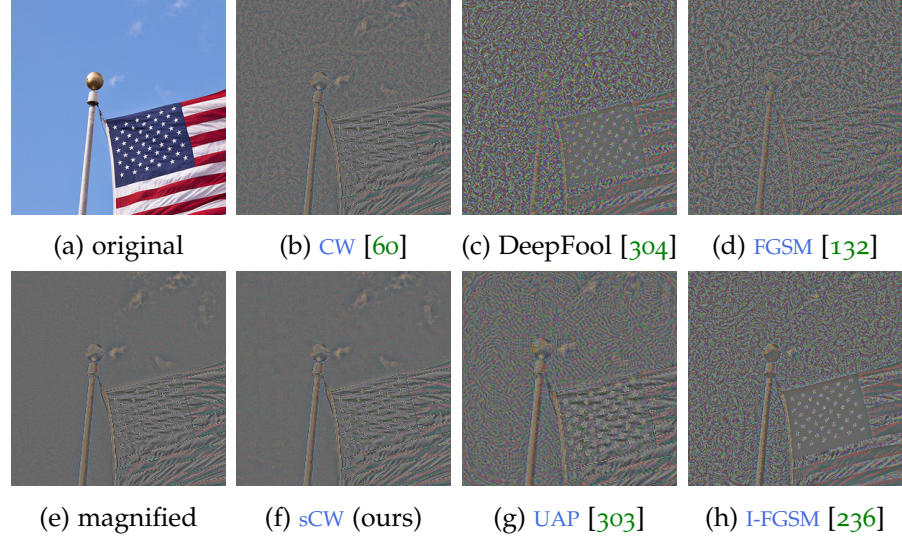 (a) original
(b) CW [60]
(c) DeepFool [304]
(d) FGSM [132]
(e) magnified
(f) sCW (ours)
(g) UAP [303]
(h) I-FGSM [236]